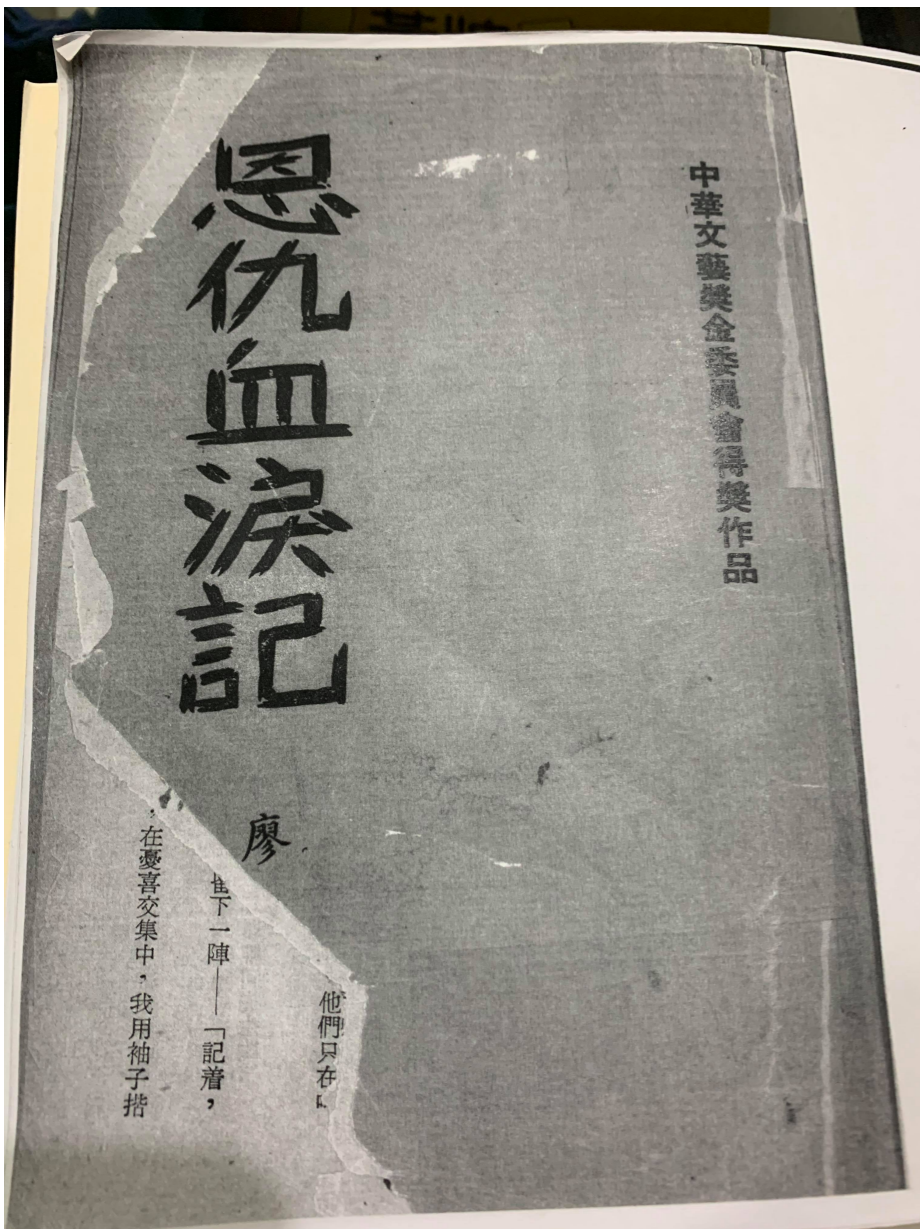 中華文藝獎金委員會得獎作品
恩仇血淚記
廖
他們只在
下一陣——「記着，
，在憂喜交集中，我用袖子揩